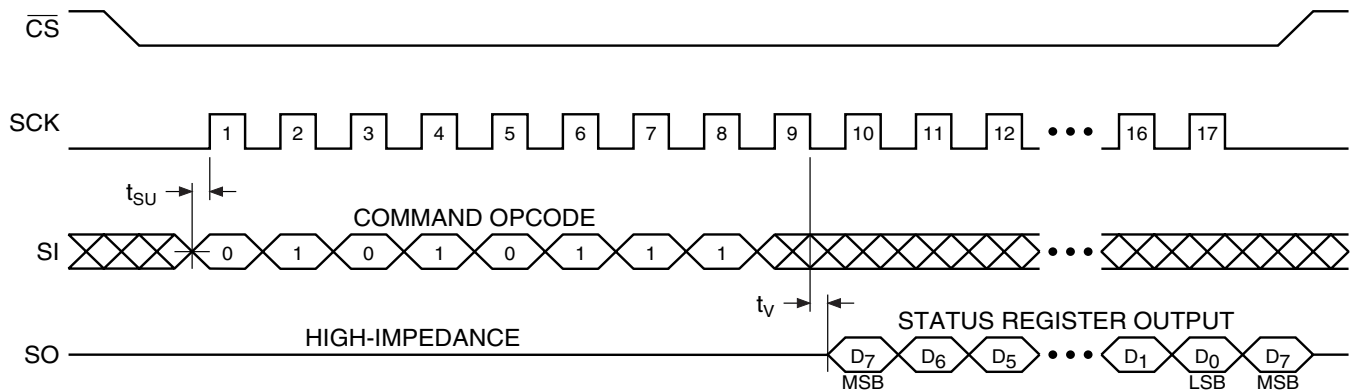 CS
SCK 1 2 3 4 5 6 7 8 9 10 11 12 ••• 16 17
tSU
COMMAND OPCODE
SI 0 1 0 1 0 1 1 1 •••
tV
HIGH-IMPEDANCE STATUS REGISTER OUTPUT
SO D7 D6 D5 ••• D1 D0 D7
MSB LSB MSB